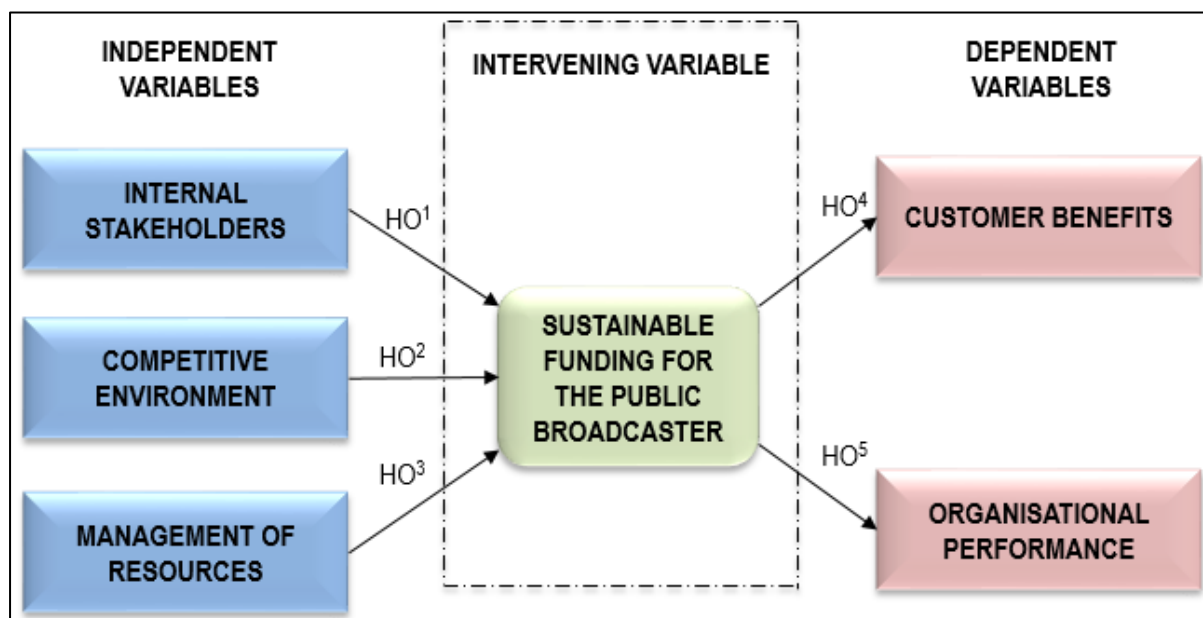 INDEPENDENT
VARIABLES
INTERNAL
STAKEHOLDERS
COMPETITIVE
ENVIRONMENT
MANAGEMENT OF
RESOURCES
HO¹
HO²
HO³
INTERVENING VARIABLE
SUSTAINABLE
FUNDING FOR
THE PUBLIC
BROADCASTER
HO⁴
HO⁵
DEPENDENT
VARIABLES
CUSTOMER BENEFITS
ORGANISATIONAL
PERFORMANCE